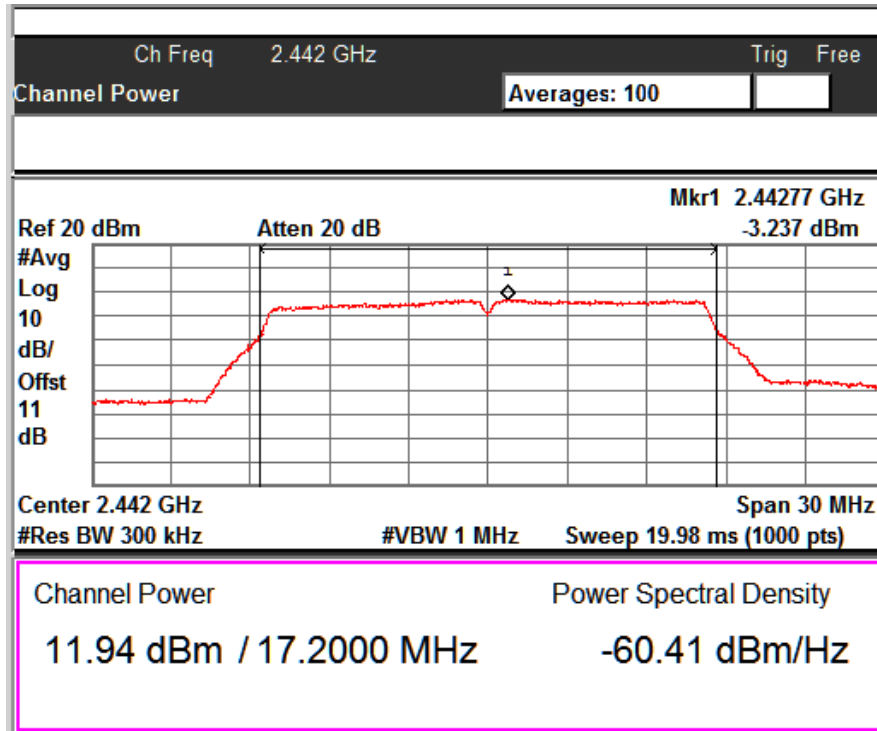 Ch Freq 2.442 GHz Trig Free
Channel Power Averages: 100
Mkr1 2.44277 GHz
Ref 20 dBm Atten 20 dB -3.237 dBm
#Avg
Log
10
dB/
Offst
11
dB
1
Center 2.442 GHz Span 30 MHz
#Res BW 300 kHz #VBW 1 MHz Sweep 19.98 ms (1000 pts)
Channel Power Power Spectral Density
11.94 dBm / 17.2000 MHz -60.41 dBm/Hz